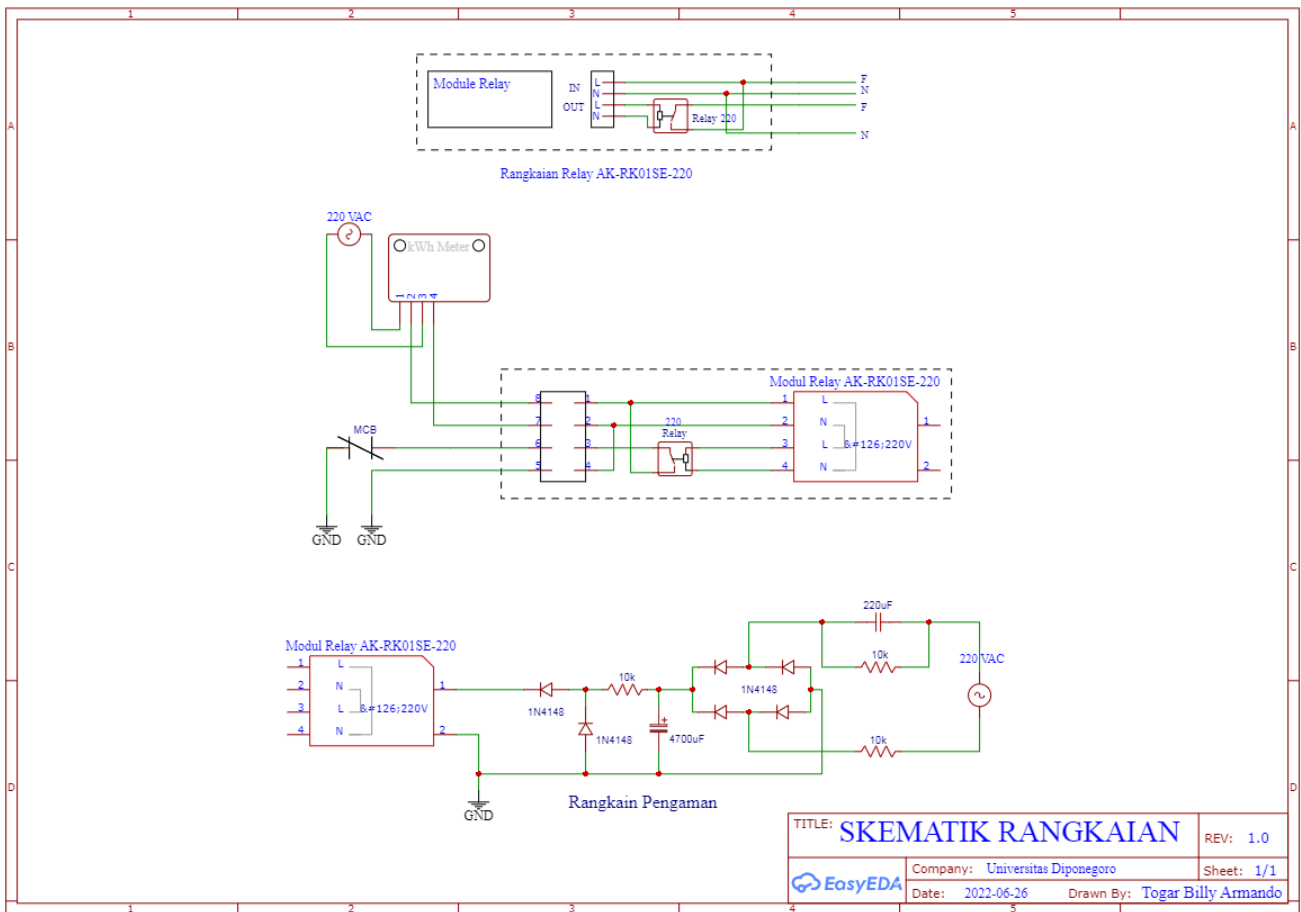 1 2 3 4 5
A
A
Module Relay
IN
OUT
L
N
L
N
Relay 220
F
N
F
N
Rangkaian Relay AK-RK01SE-220
220 VAC
kWh Meter
1 2 3 4
B
B
Modul Relay AK-RK01SE-220
8 1
7 2
6 3
5 4
220
Relay
1 L
2 N
3 L
4 N
&#126;220V
1
2
MCB
GND GND
C
C
220uF
10k
220 VAC
Modul Relay AK-RK01SE-220
1 L
2 N
3 L
4 N
&#126;220V
1
2
10k
1N4148
1N4148
1N4148
4700uF
10k
D
D
GND
Rangkain Pengaman
TITLE: SKEMATIK RANGKAIAN
REV: 1.0
EasyEDA
Company: Universitas Diponegoro
Sheet: 1/1
Date: 2022-06-26
Drawn By: Togar Billy Armando
1 2 3 4 5